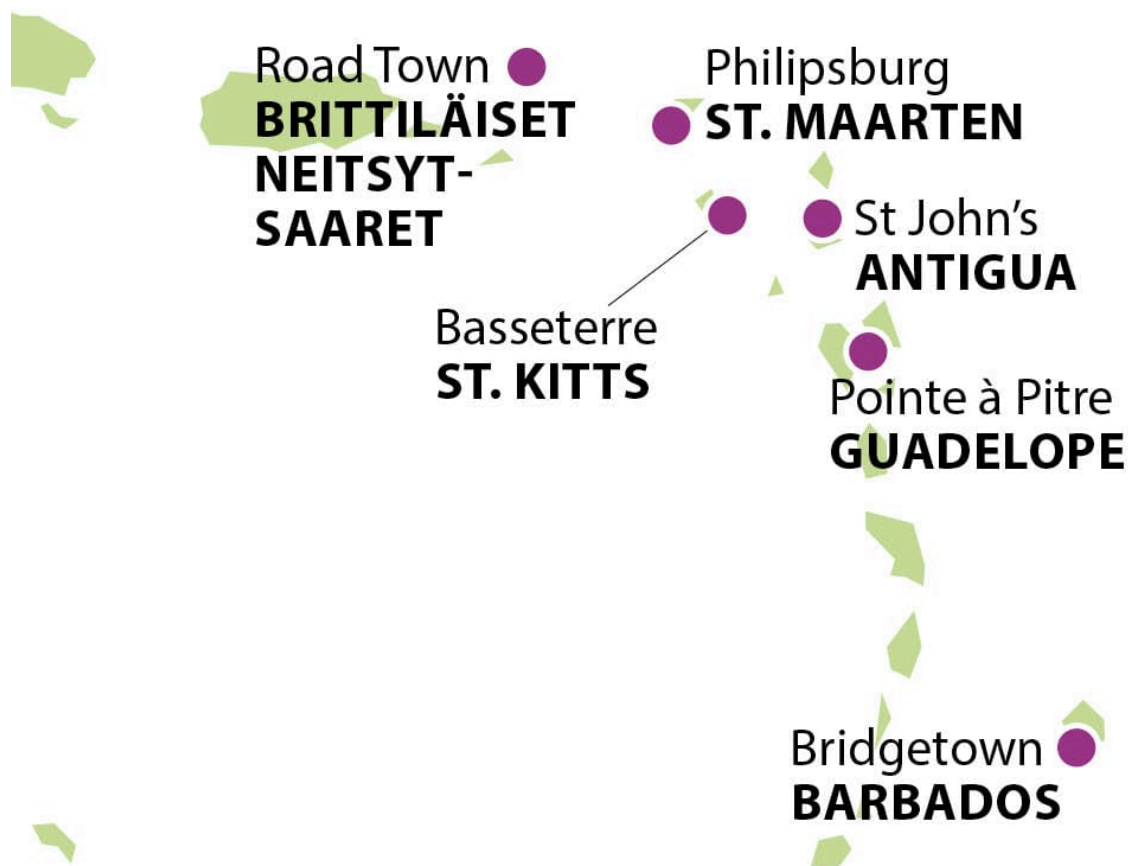 Road Town
BRITTILÄISET
NEITSYT-
SAARET
Philipsburg
ST. MAARTEN
St John's
ANTIGUA
Basseterre
ST. KITTS
Pointe à Pitre
GUADELOPE
Bridgetown
BARBADOS